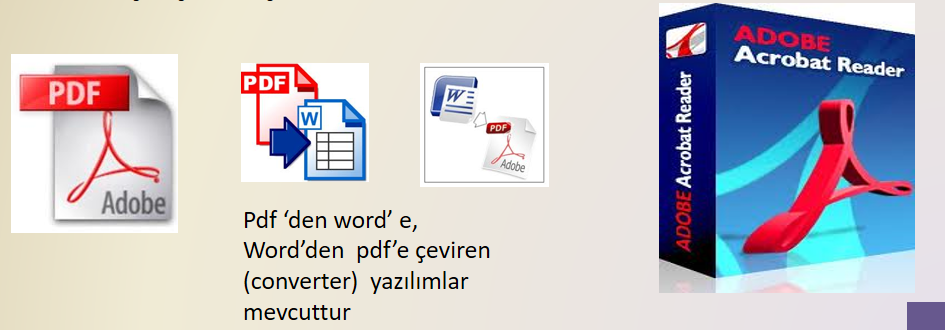 PDF
Adobe
PDF
W
W
PDF
Adobe
Pdf ‘den word’ e,
Word’den pdf’e çeviren
(converter) yazılımlar
mevcuttur
ADOBE
Acrobat Reader
ADOBE Acrobat Reader